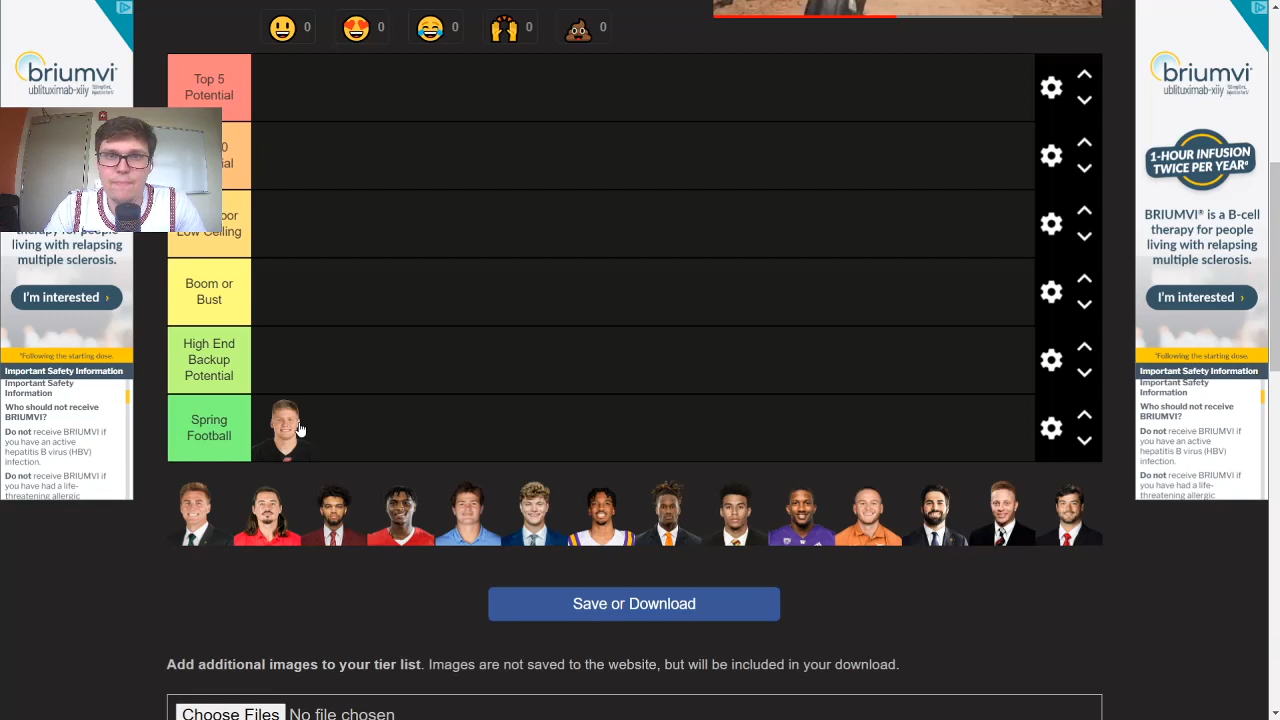 0
0
0
0
0
briumvi
ublituximab-xiiy
Top 5
Potential
0
ial
or
Low Ceiling
Boom or
Bust
High End
Backup
Potential
Spring
Football
therapy for people
living with relapsing
multiple sclerosis.
I'm interested ›
*Following the starting dose.
Important Safety Information
Important Safety
Information
Who should not receive
BRIUMVI?
Do not receive BRIUMVI if
you have an active
hepatitis B virus (HBV)
infection.
Do not receive BRIUMVI if
you have had a life-
threatening allergic
briumvi
ublituximab-xiiy
1-HOUR INFUSION
TWICE PER YEAR*
BRIUMVI® is a B-cell
therapy for people
living with relapsing
multiple sclerosis.
I'm interested ›
*Following the starting dose.
Important Safety Information
Important Safety
Information
Who should not receive
BRIUMVI?
Do not receive BRIUMVI if
you have an active
hepatitis B virus (HBV)
infection.
Do not receive BRIUMVI if
you have had a life-
threatening allergic
Save or Download
Add additional images to your tier list. Images are not saved to the website, but will be included in your download.
Choose Files No file chosen